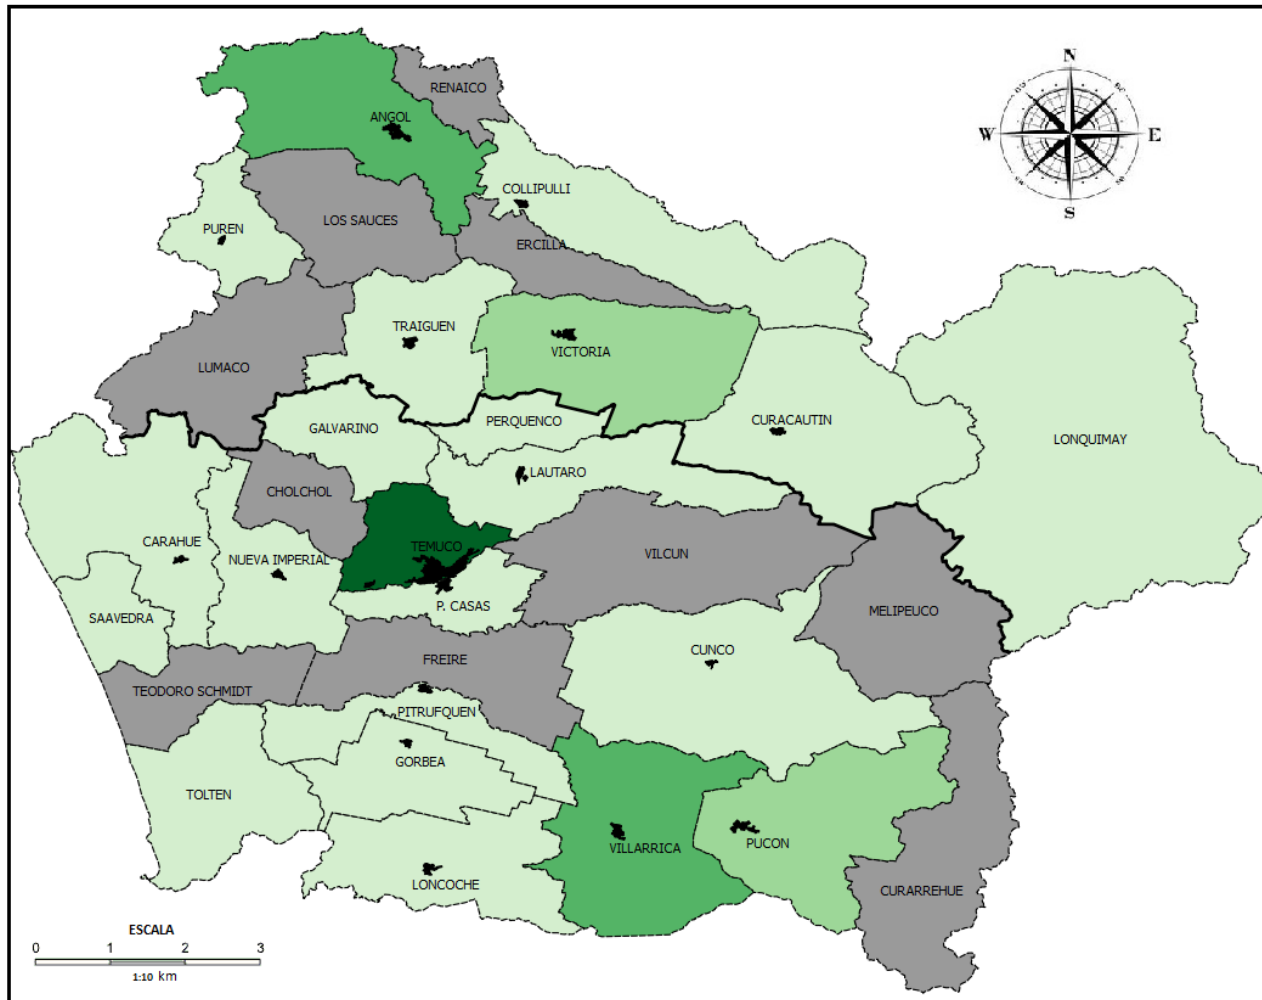 N
RENAICO
ANGOL
W
E
COLLIPULLI
S
LOS SAUCES
PUREN
ERCILLA
TRAIGUEN
VICTORIA
LUMACO
CURACAUTIN
PERQUENCO
GALVARINO
LONQUIMAY
LAUTARO
CHOLCHOL
CARAHUE
TEMUCO
VILCUN
NUEVA IMPERIAL
P. CASAS
MELIPEUCO
SAAVEDRA
CUNCO
FREIRE
TEODORO SCHMIDT
PITRUFQUEN
GORBEA
TOLTEN
PUCON
VILLARRICA
LONCOCHE
CURARREHUE
ESCALA
0 1 2 3
1:10 km